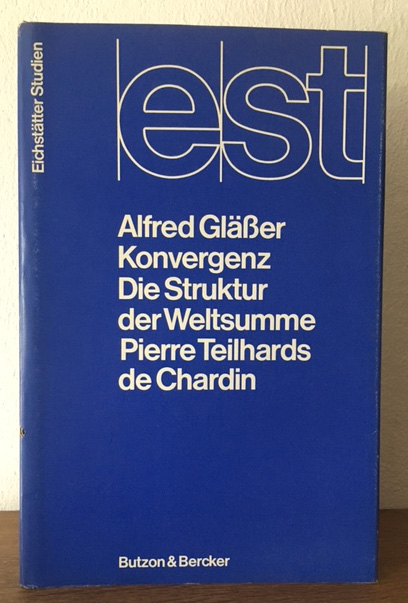 Eichstätter Studien
est
Alfred Gläßer
Konvergenz
Die Struktur
der Weltsumme
Pierre Teilhards
de Chardin
Butzon & Bercker